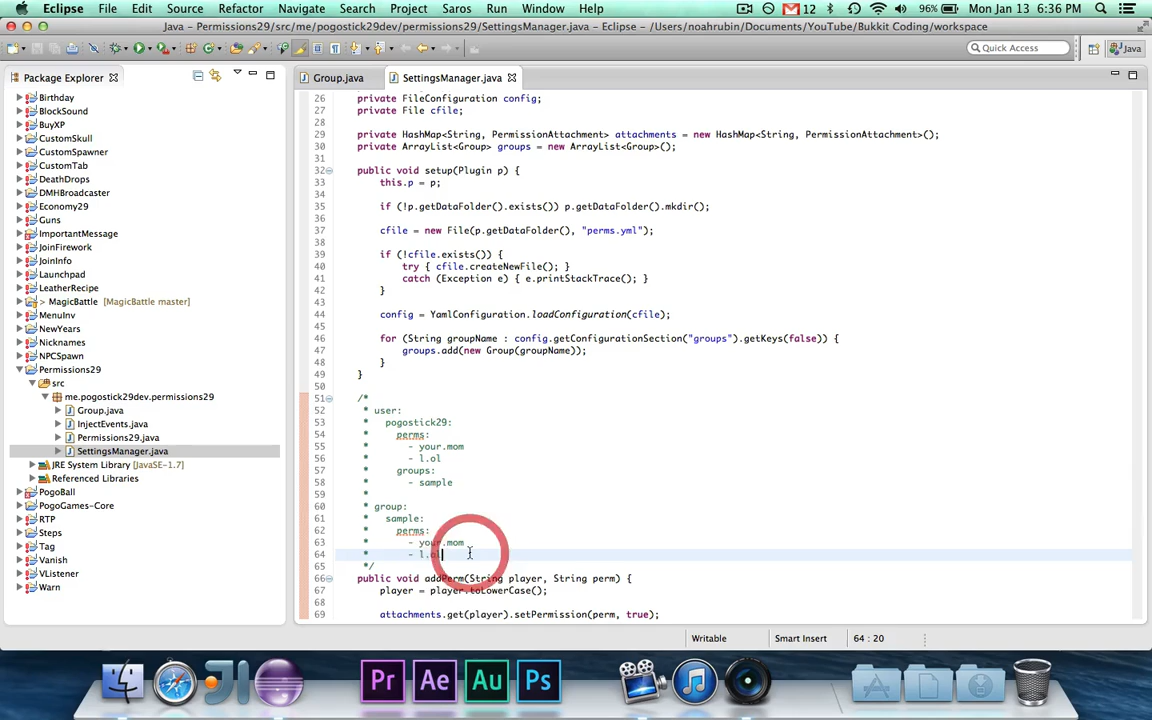 Eclipse File Edit Source Refactor Navigate Search Project Saros Run Window Help 12 96% Mon Jan 13 6:36 PM
Java - Permissions29/src/me/pogostick29dev/permissions29/SettingsManager.java - Eclipse - /Users/noahrubin/Documents/YouTube/Bukkit Coding/workspace
Quick Access Java
Package Explorer
Birthday
BlockSound
BuyXP
CustomSkull
CustomSpawner
CustomTab
DeathDrops
DMHBroadcaster
Economy29
Guns
ImportantMessage
JoinFirework
JoinInfo
Launchpad
LeatherRecipe
> MagicBattle [MagicBattle master]
MenuInv
NewYears
Nicknames
NPCSpawn
Permissions29
src
me.pogostick29dev.permissions29
Group.java
InjectEvents.java
Permissions29.java
SettingsManager.java
JRE System Library [JavaSE-1.7]
Referenced Libraries
PogoBall
PogoGames-Core
RTP
Steps
Tag
Vanish
VListener
Warn
Group.java SettingsManager.java
26 private FileConfiguration config;
27 private File cfile;
28
29 private HashMap<String, PermissionAttachment> attachments = new HashMap<String, PermissionAttachment>();
30 private ArrayList<Group> groups = new ArrayList<Group>();
31
32 public void setup(Plugin p) {
33 this.p = p;
34
35 if (!p.getDataFolder().exists()) p.getDataFolder().mkdir();
36
37 cfile = new File(p.getDataFolder(), "perms.yml");
38
39 if (!cfile.exists()) {
40 try { cfile.createNewFile(); }
41 catch (Exception e) { e.printStackTrace(); }
42 }
43
44 config = YamlConfiguration.loadConfiguration(cfile);
45
46 for (String groupName : config.getConfigurationSection("groups").getKeys(false)) {
47 groups.add(new Group(groupName));
48 }
49 }
50
51 /*
52 * user:
53 * pogostick29:
54 * perms:
55 * - your.mom
56 * - l.ol
57 * groups:
58 * - sample
59 *
60 * group:
61 * sample:
62 * perms:
63 * - your.mom
64 * - l.ol
65 */
66 public void addPerm(String player, String perm) {
67 player = player.toLowerCase();
68
69 attachments.get(player).setPermission(perm, true);
Writable Smart Insert 64 : 20
Pr Ae Au Ps